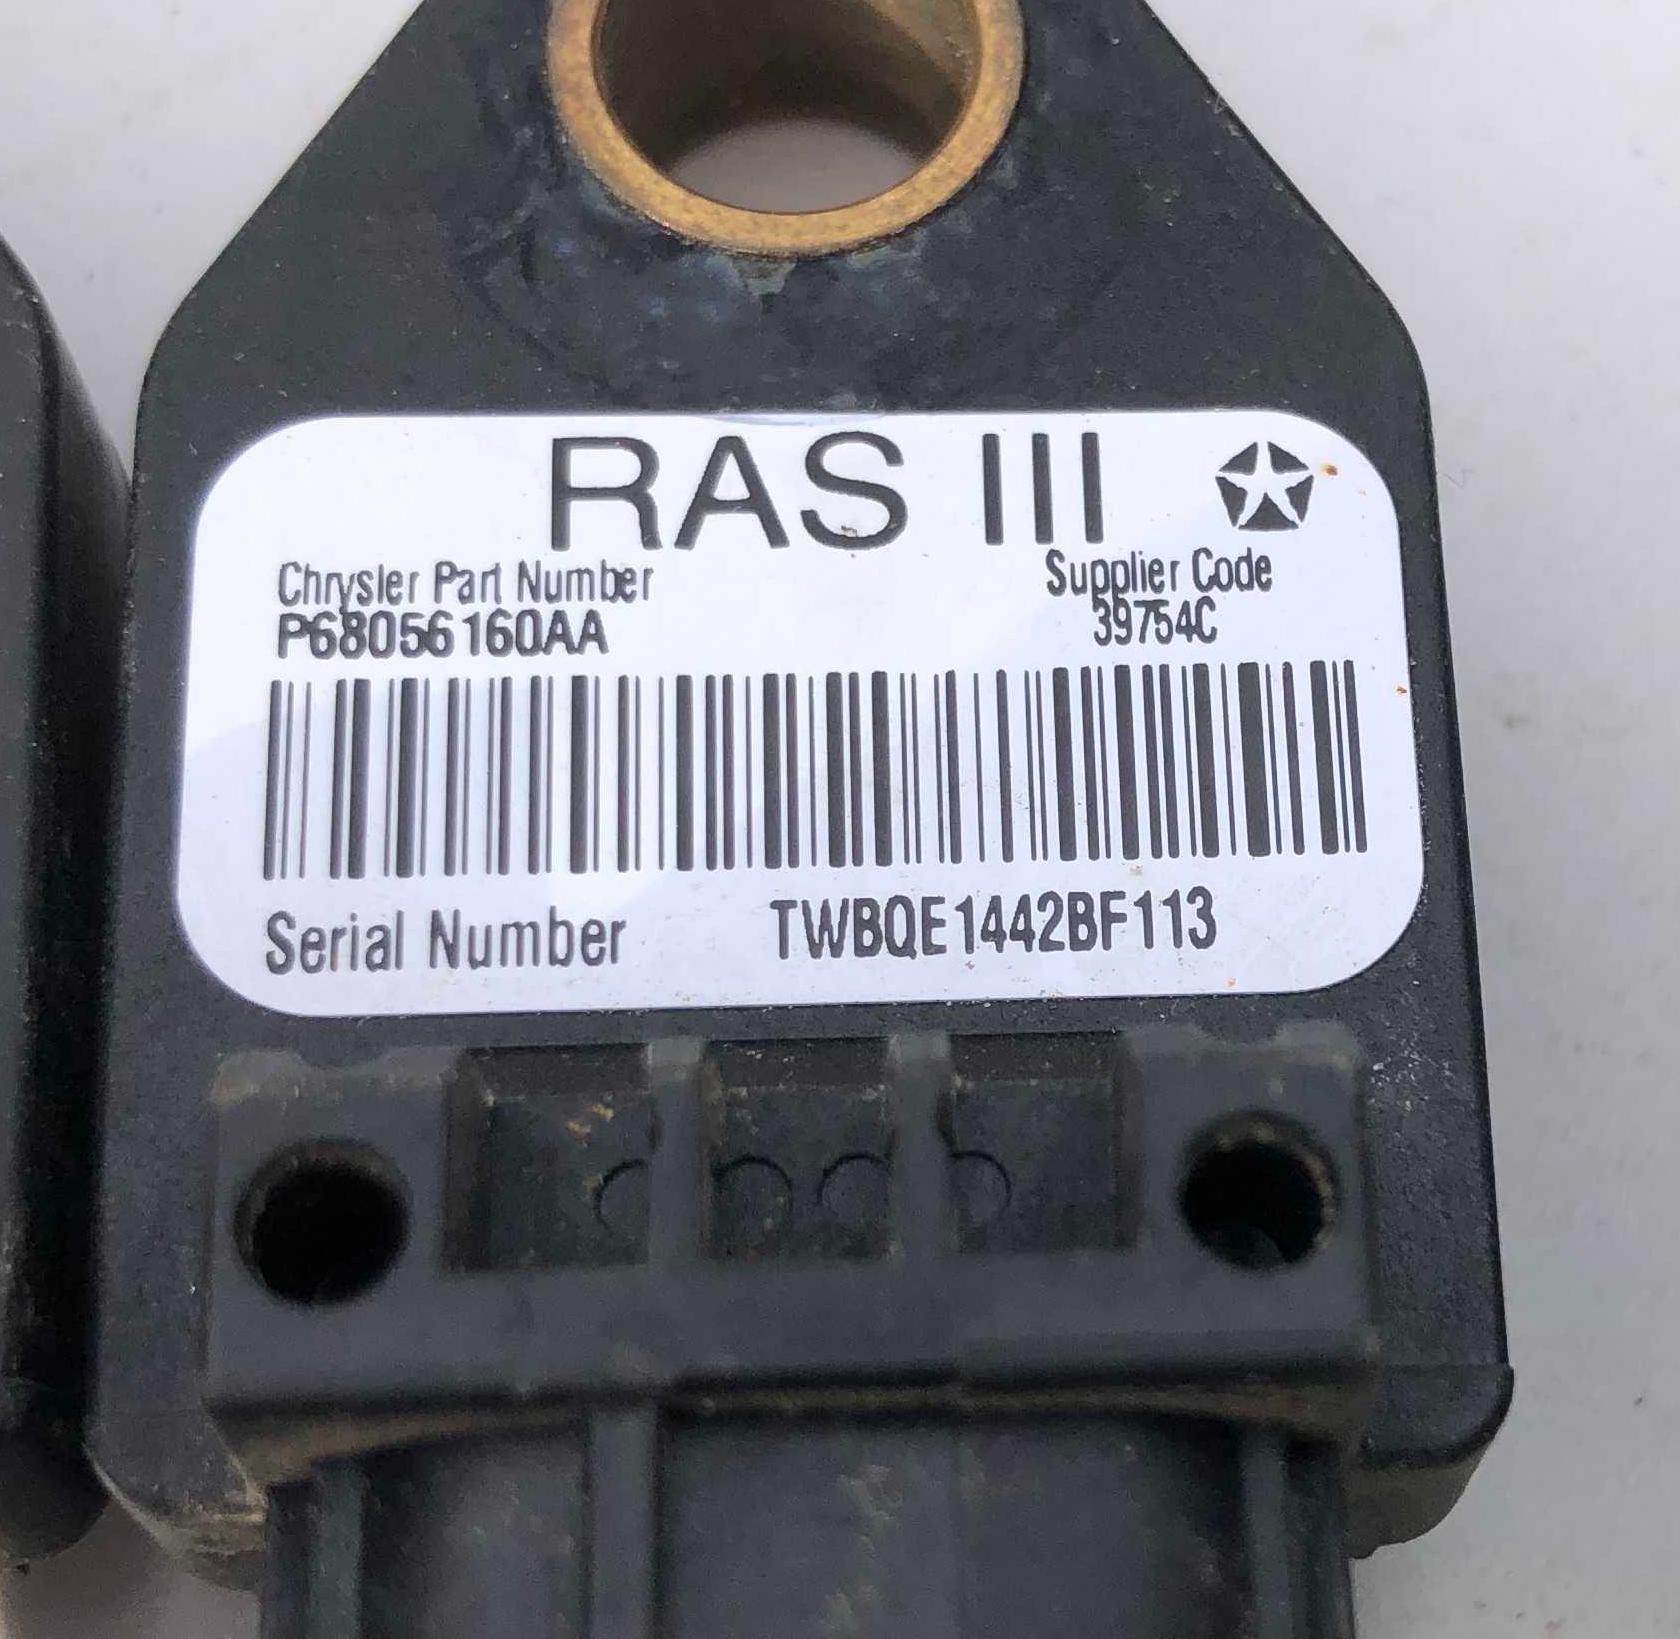 RAS III
Chrysler Part Number
Supplier Code
P68056160AA
39754C
Serial Number TWBQE1442BF113